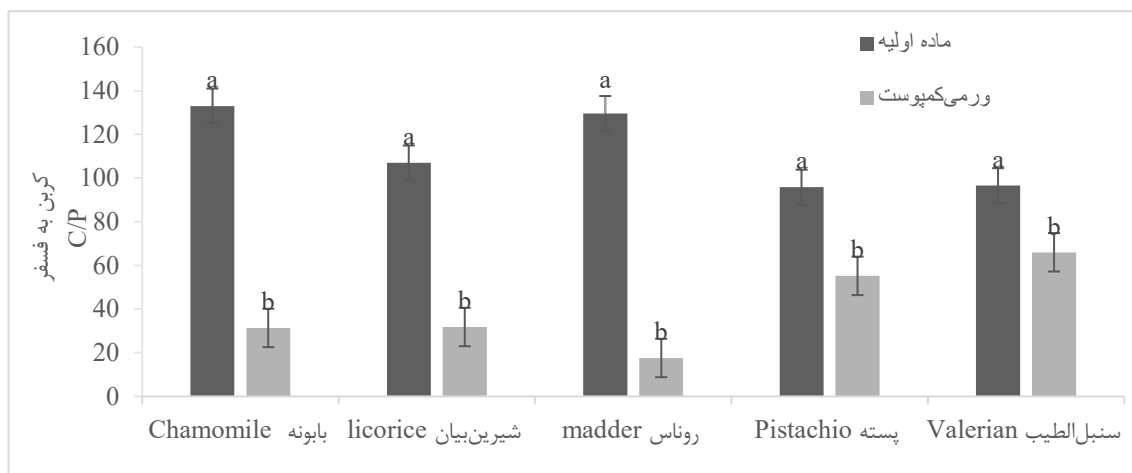 ماده اولیه
ورمی‌کمپوست
کربن به فسفر
C/P
160
140
120
100
80
60
40
20
0
a
b
a
b
a
b
a
b
a
b
بابونه Chamomile
شیرین‌بیان licorice
روناس madder
پسته Pistachio
سنبل‌الطیب Valerian